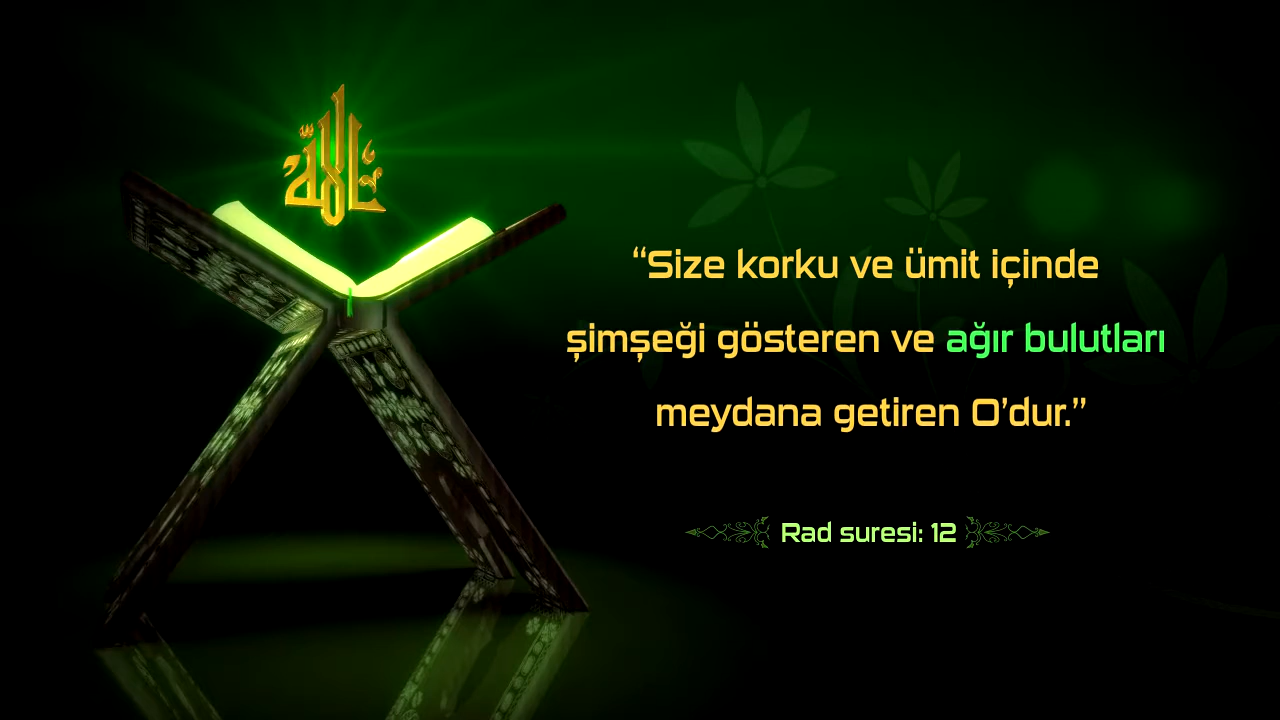 الله
“Size korku ve ümit içinde
şimşeği gösteren ve ağır bulutları
meydana getiren O’dur.”
Rad suresi: 12